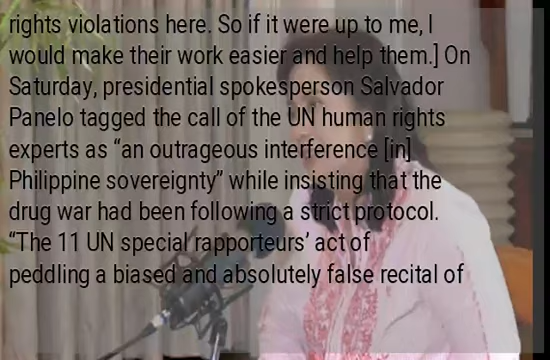 rights violations here. So if it were up to me, I
would make their work easier and help them.] On
Saturday, presidential spokesperson Salvador
Panelo tagged the call of the UN human rights
experts as “an outrageous interference [in]
Philippine sovereignty” while insisting that the
drug war had been following a strict protocol.
“The 11 UN special rapporteurs’ act of
peddling a biased and absolutely false recital of